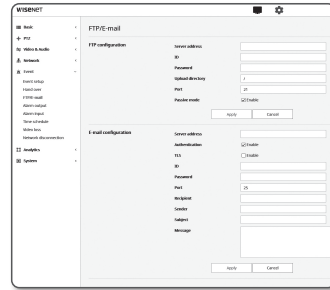 WISENET
Basic
PTZ
Video & Audio
Network
Event
Event setup
Hand over
FTP/E-mail
Alarm output
Alarm input
Time schedule
Video loss
Network disconnection
Analytics
System
FTP/E-mail
FTP configuration
Server address
ID
Password
Upload directory /
Port 21
Passive mode Enable
Apply Cancel
E-mail configuration
Server address
Authentication Enable
TLS Enable
ID
Password
Port 25
Recipient
Sender
Subject
Message
Apply Cancel